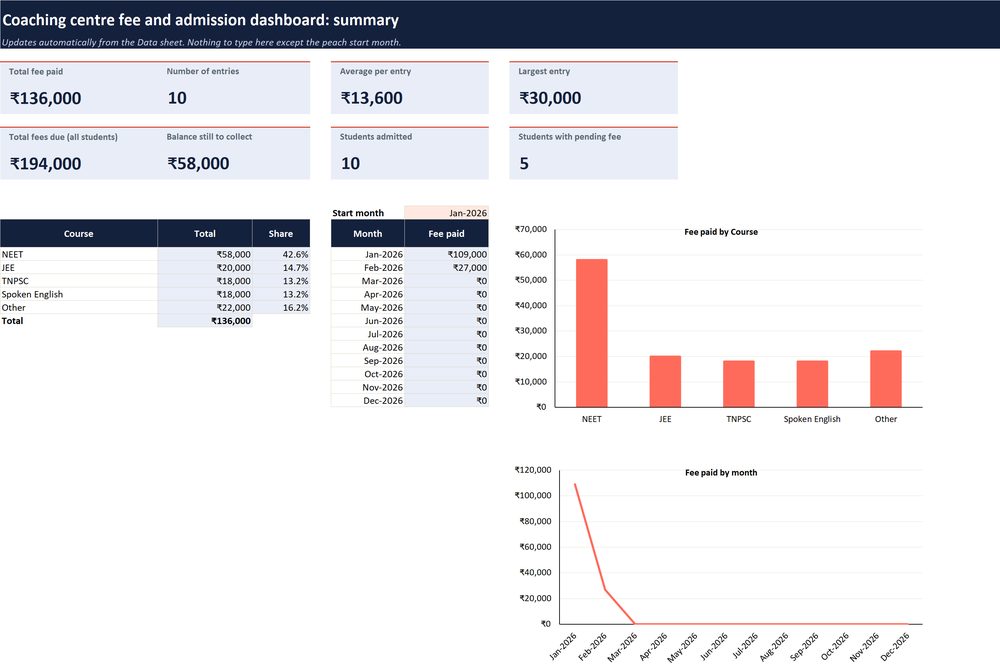 Coaching centre fee and admission dashboard: summary
Updates automatically from the Data sheet. Nothing to type here except the peach start month.
Total fee paid Number of entries Average per entry Largest entry
₹136,000 10 ₹13,600 ₹30,000
Total fees due (all students) Balance still to collect Students admitted Students with pending fee
₹194,000 ₹58,000 10 5
Start month Jan-2026
Course Total Share
NEET ₹58,000 42.6%
JEE ₹20,000 14.7%
TNPSC ₹18,000 13.2%
Spoken English ₹18,000 13.2%
Other ₹22,000 16.2%
Total ₹136,000
Month Fee paid
Jan-2026 ₹109,000
Feb-2026 ₹27,000
Mar-2026 ₹0
Apr-2026 ₹0
May-2026 ₹0
Jun-2026 ₹0
Jul-2026 ₹0
Aug-2026 ₹0
Sep-2026 ₹0
Oct-2026 ₹0
Nov-2026 ₹0
Dec-2026 ₹0
Fee paid by Course
₹70,000
₹60,000
₹50,000
₹40,000
₹30,000
₹20,000
₹10,000
₹0
NEET JEE TNPSC Spoken English Other
Fee paid by month
₹120,000
₹100,000
₹80,000
₹60,000
₹40,000
₹20,000
₹0
Jan-2026 Feb-2026 Mar-2026 Apr-2026 May-2026 Jun-2026 Jul-2026 Aug-2026 Sep-2026 Oct-2026 Nov-2026 Dec-2026